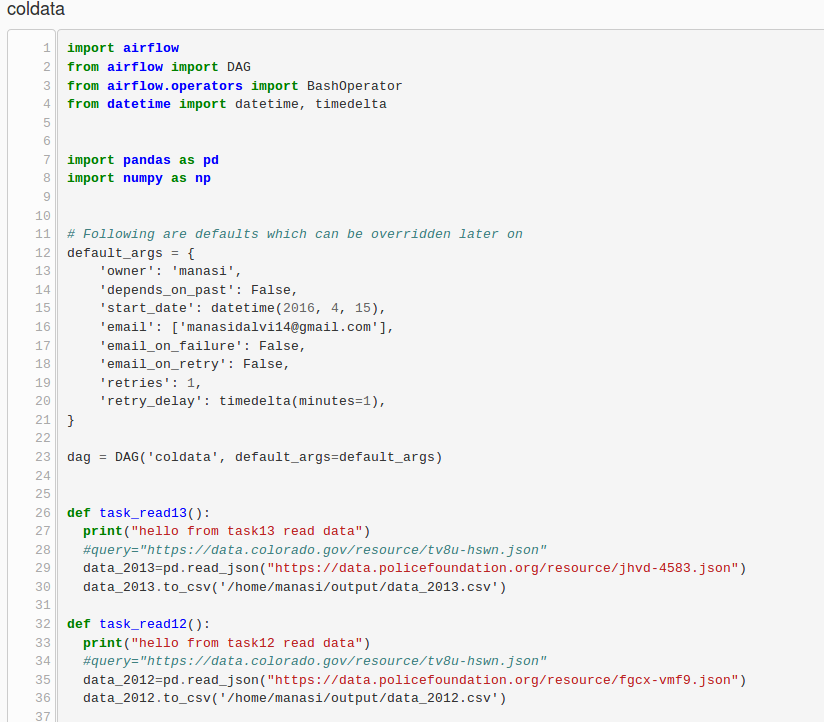 coldata
1 import airflow
2 from airflow import DAG
3 from airflow.operators import BashOperator
4 from datetime import datetime, timedelta
5
6
7 import pandas as pd
8 import numpy as np
9
10
11 # Following are defaults which can be overridden later on
12 default_args = {
13     'owner': 'manasi',
14     'depends_on_past': False,
15     'start_date': datetime(2016, 4, 15),
16     'email': ['manasidalvi14@gmail.com'],
17     'email_on_failure': False,
18     'email_on_retry': False,
19     'retries': 1,
20     'retry_delay': timedelta(minutes=1),
21 }
22
23 dag = DAG('coldata', default_args=default_args)
24
25
26 def task_read13():
27   print("hello from task13 read data")
28   #query="https://data.colorado.gov/resource/tv8u-hswn.json"
29   data_2013=pd.read_json("https://data.policefoundation.org/resource/jhvd-4583.json")
30   data_2013.to_csv('/home/manasi/output/data_2013.csv')
31
32 def task_read12():
33   print("hello from task12 read data")
34   #query="https://data.colorado.gov/resource/tv8u-hswn.json"
35   data_2012=pd.read_json("https://data.policefoundation.org/resource/fgcx-vmf9.json")
36   data_2012.to_csv('/home/manasi/output/data_2012.csv')
37